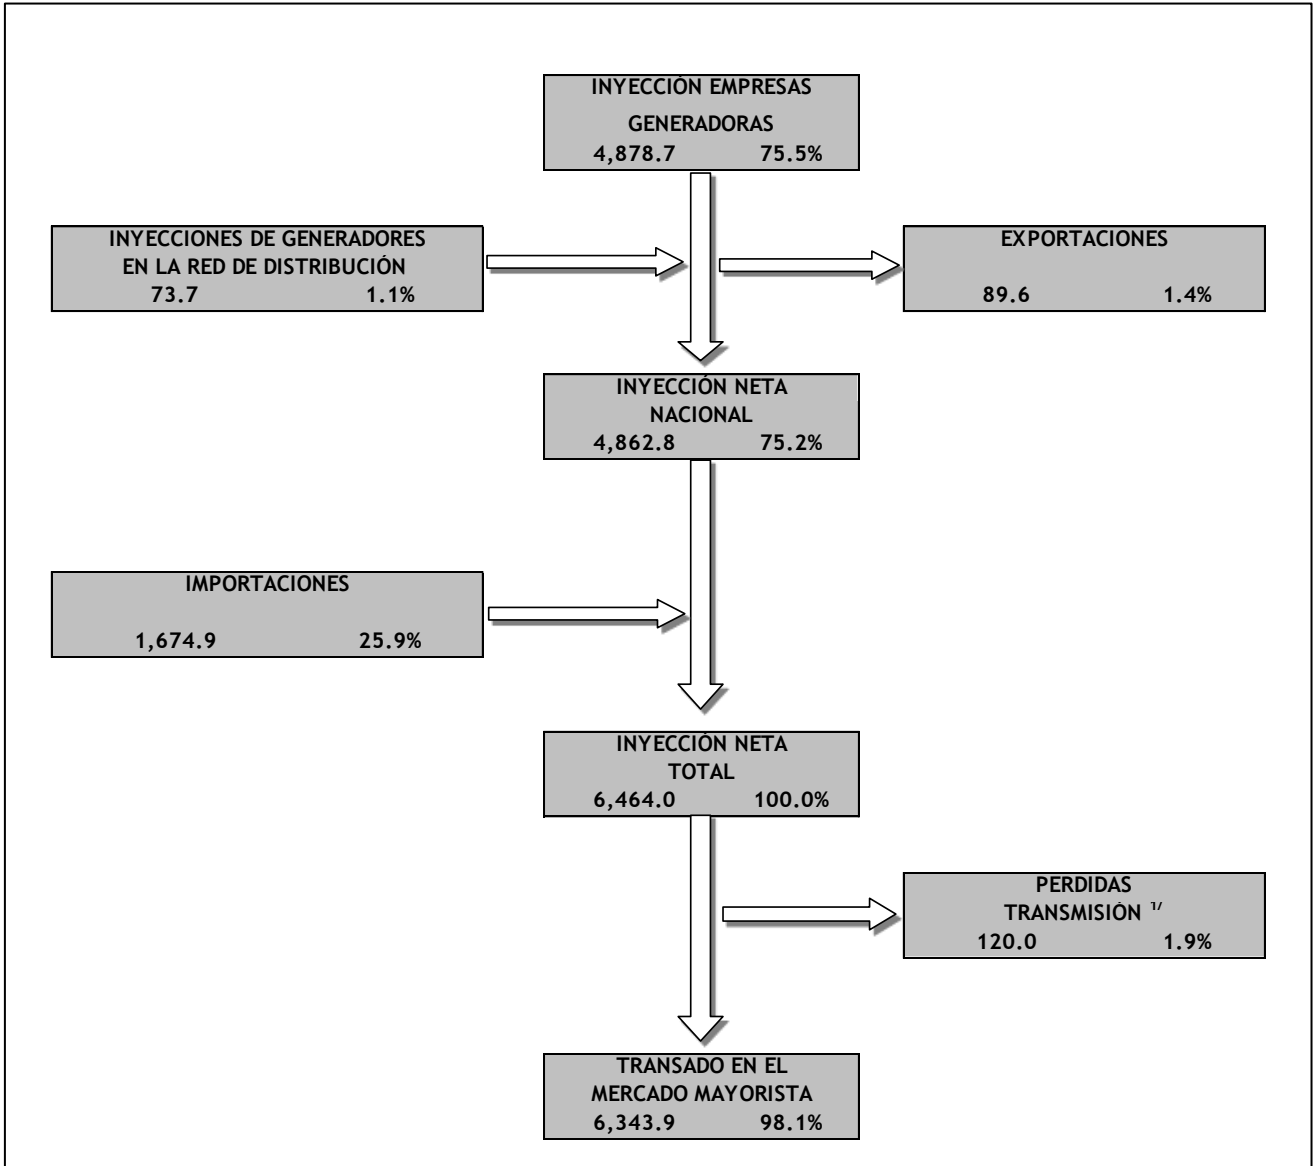 INYECCIÓN EMPRESAS
GENERADORAS
4,878.7 75.5%
INYECCIONES DE GENERADORES
EN LA RED DE DISTRIBUCIÓN
73.7 1.1%
EXPORTACIONES
89.6 1.4%
INYECCIÓN NETA
NACIONAL
4,862.8 75.2%
IMPORTACIONES
1,674.9 25.9%
INYECCIÓN NETA
TOTAL
6,464.0 100.0%
PERDIDAS
TRANSMISIÓN 1/
120.0 1.9%
TRANSADO EN EL
MERCADO MAYORISTA
6,343.9 98.1%